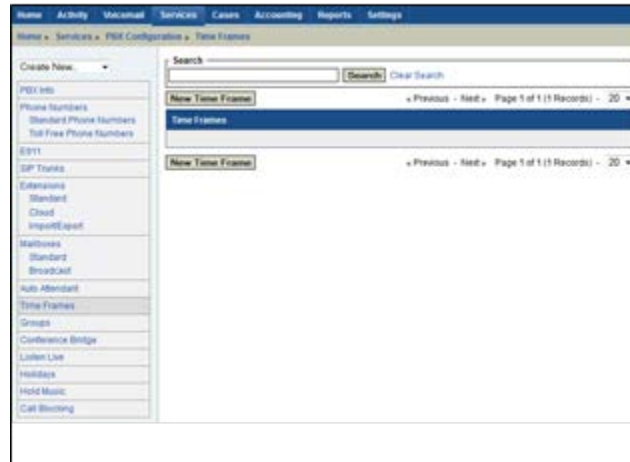 Home Activity Voicemail Services Cases Accounting Reports Settings
Home » Services » PBX Configuration » Time Frames
Create New...
Search
Search Clear Search
PBX Info
Phone Numbers
Standard Phone Numbers
Toll Free Phone Numbers
E911
SIP Trunks
Extensions
Standard
Cloud
Import/Export
Mailboxes
Standard
Broadcast
Auto Attendant
Time Frames
Groups
Conference Bridge
Listen Live
Holidays
Hold Music
Call Blocking
New Time Frame « Previous - Next » Page 1 of 1 (1 Records) - 20
Time Frames
New Time Frame « Previous - Next » Page 1 of 1 (1 Records) - 20